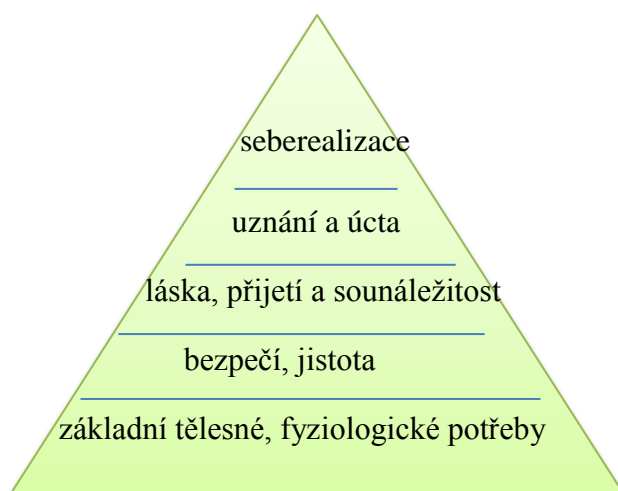 seberealizace
uznání a úcta
láska, přijetí a sounáležitost
bezpečí, jistota
základní tělesné, fyziologické potřeby